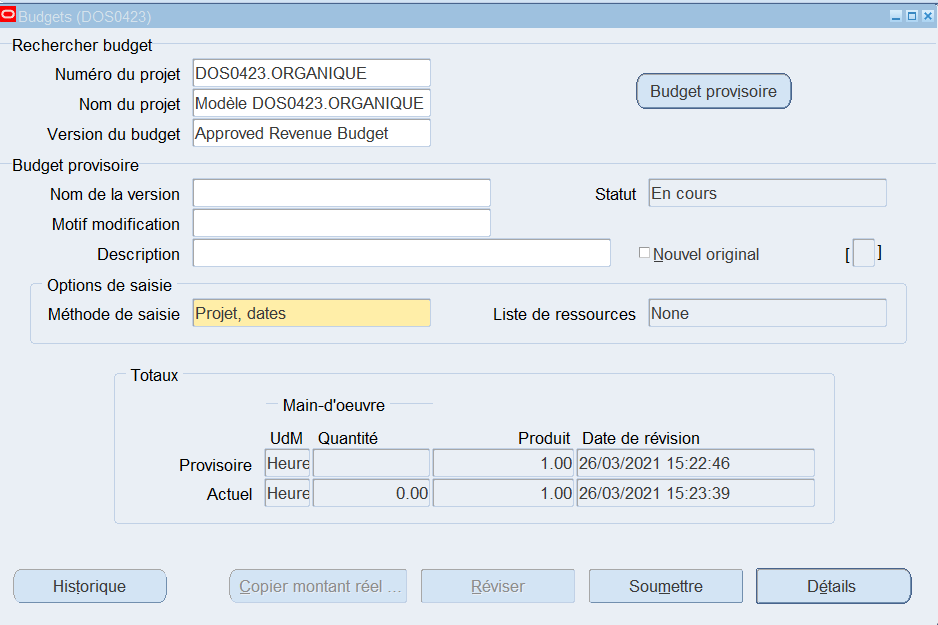 Budgets (DOS0423)
Rechercher budget
Numéro du projet DOS0423.ORGANIQUE
Budget provisoire
Nom du projet Modèle DOS0423.ORGANIQUE
Version du budget Approved Revenue Budget
Budget provisoire
Nom de la version Statut En cours
Motif modification
Description Nouvel original [ ]
Options de saisie
Méthode de saisie Projet, dates Liste de ressources None
Totaux
Main-d'oeuvre
UdM Quantité Produit Date de révision
Provisoire Heure 1.00 26/03/2021 15:22:46
Actuel Heure 0.00 1.00 26/03/2021 15:23:39
Historique Copier montant réel ... Réviser Soumettre Détails